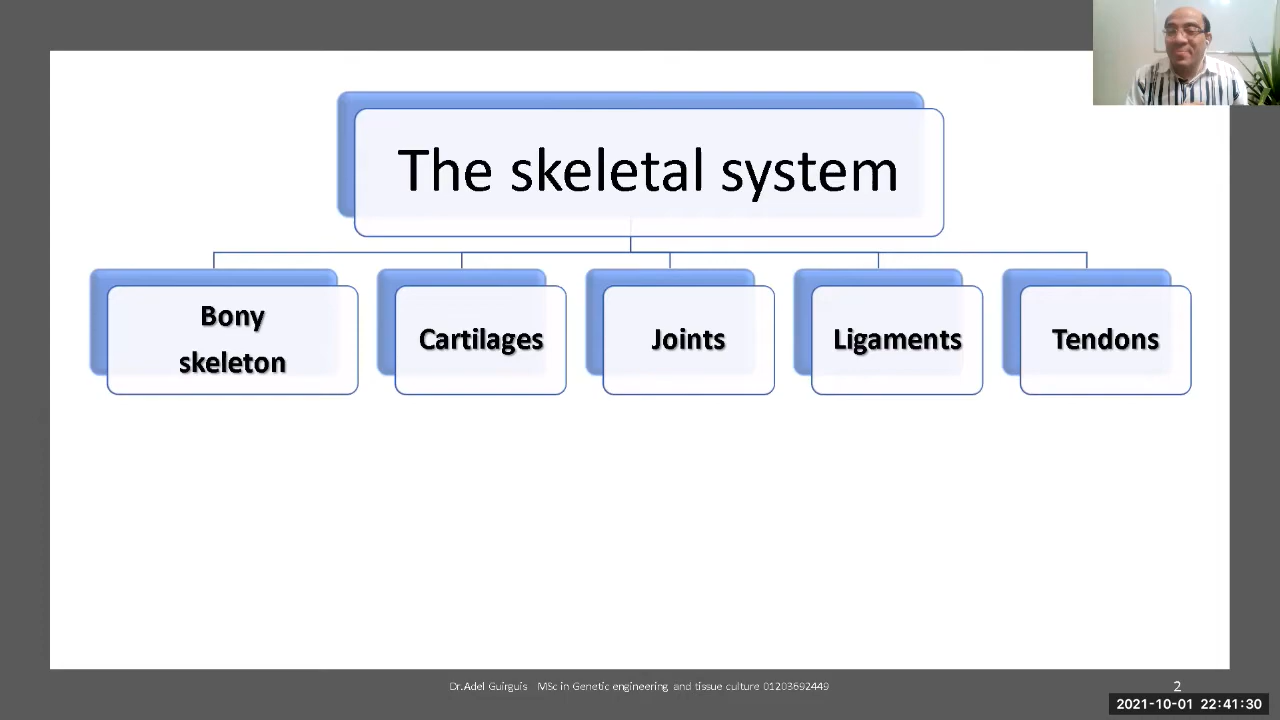 The skeletal system
Bony
skeleton
Cartilages
Joints
Ligaments
Tendons
Dr.Adel Guirguis MSc in Genetic engineering and tissue culture 01203692449
2
2021-10-01 22:41:30